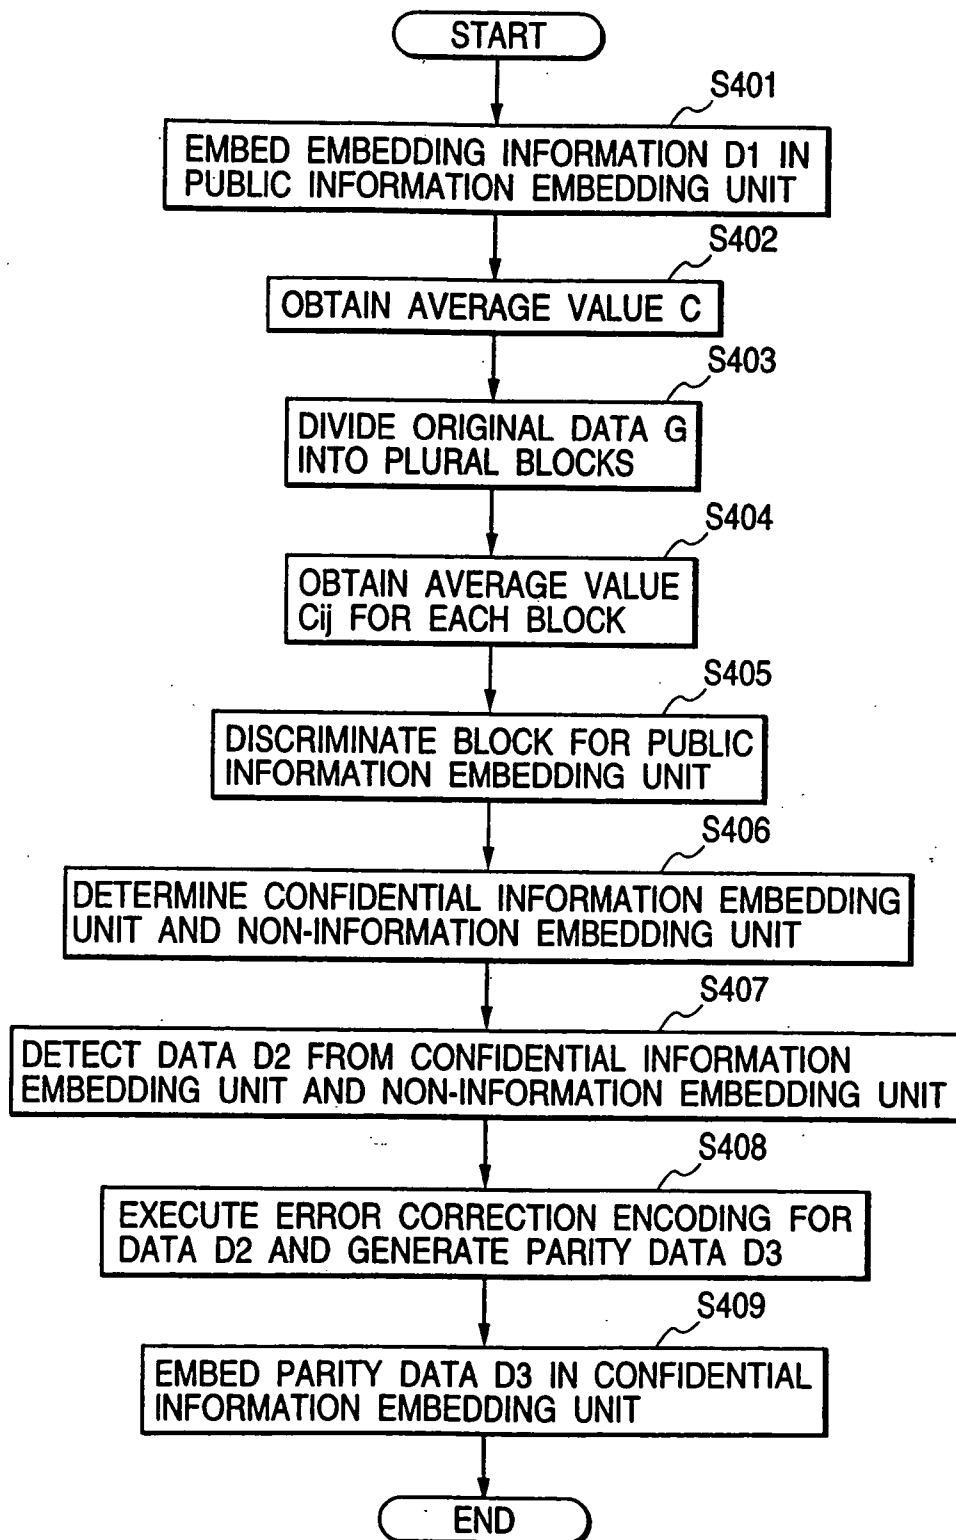 START
S401
EMBED EMBEDDING INFORMATION D1 IN
PUBLIC INFORMATION EMBEDDING UNIT
S402
OBTAIN AVERAGE VALUE C
S403
DIVIDE ORIGINAL DATA G
INTO PLURAL BLOCKS
S404
OBTAIN AVERAGE VALUE
Cij FOR EACH BLOCK
S405
DISCRIMINATE BLOCK FOR PUBLIC
INFORMATION EMBEDDING UNIT
S406
DETERMINE CONFIDENTIAL INFORMATION EMBEDDING
UNIT AND NON-INFORMATION EMBEDDING UNIT
S407
DETECT DATA D2 FROM CONFIDENTIAL INFORMATION
EMBEDDING UNIT AND NON-INFORMATION EMBEDDING UNIT
S408
EXECUTE ERROR CORRECTION ENCODING FOR
DATA D2 AND GENERATE PARITY DATA D3
S409
EMBED PARITY DATA D3 IN CONFIDENTIAL
INFORMATION EMBEDDING UNIT
END